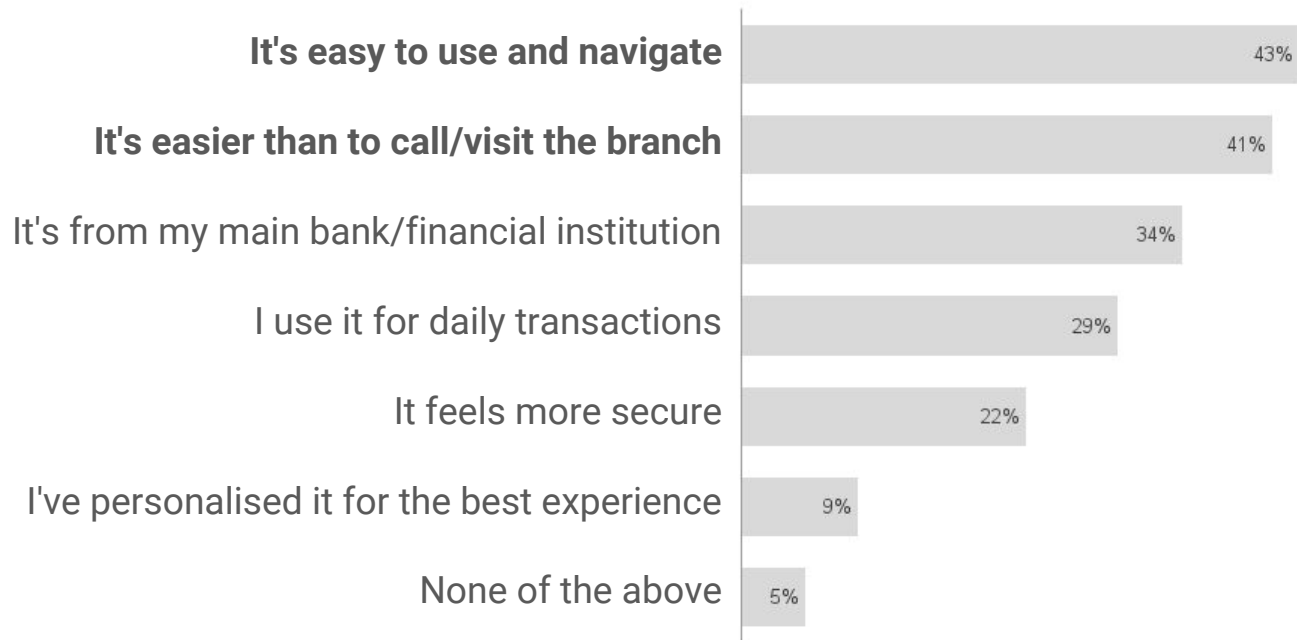 It's easy to use and navigate 43%
It's easier than to call/visit the branch 41%
It's from my main bank/financial institution 34%
I use it for daily transactions 29%
It feels more secure 22%
I've personalised it for the best experience 9%
None of the above 5%